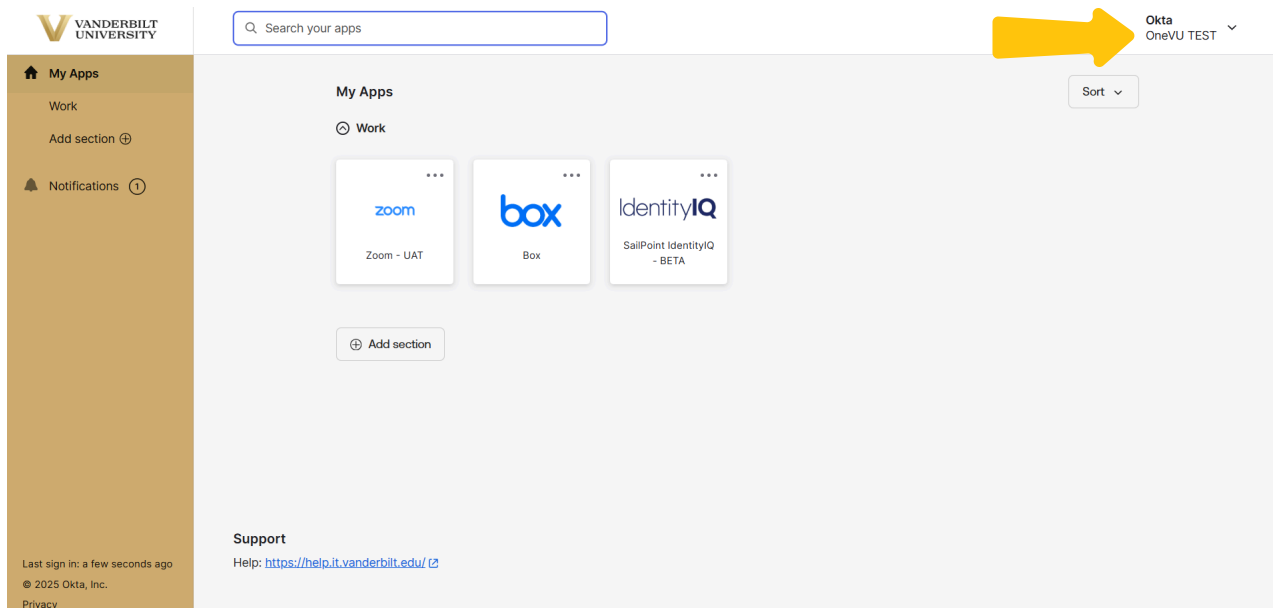 VANDERBILT
UNIVERSITY
Search your apps
Okta
OneVU TEST
My Apps
Work
Add section
Notifications 1
My Apps
Sort
Work
zoom
Zoom - UAT
box
Box
IdentityIQ
SailPoint IdentityIQ
- BETA
Add section
Support
Help: https://help.it.vanderbilt.edu/
Last sign in: a few seconds ago
© 2025 Okta, Inc.
Privacy